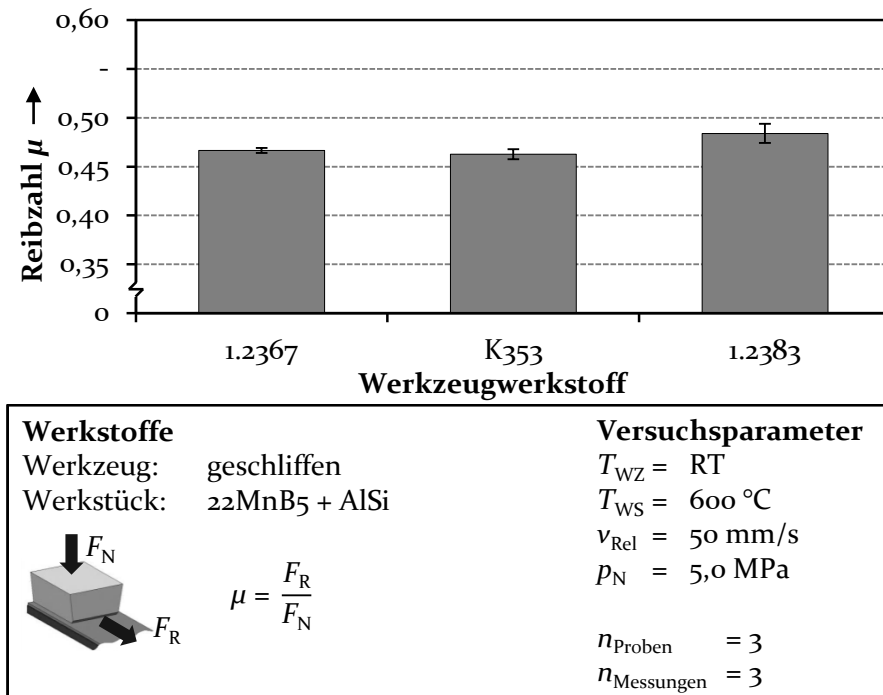 0,60
-
0,50
0,45
0,40
0,35
0
Reibzahl μ
1.2367 K353 1.2383
Werkzeugwerkstoff
Werkstoffe
Werkzeug: geschliffen
Werkstück: 22MnB5 + AlSi
F_N
F_R
μ = F_R / F_N
Versuchsparameter
T_WZ = RT
T_WS = 600 °C
v_Rel = 50 mm/s
p_N = 5,0 MPa
n_Proben = 3
n_Messungen = 3